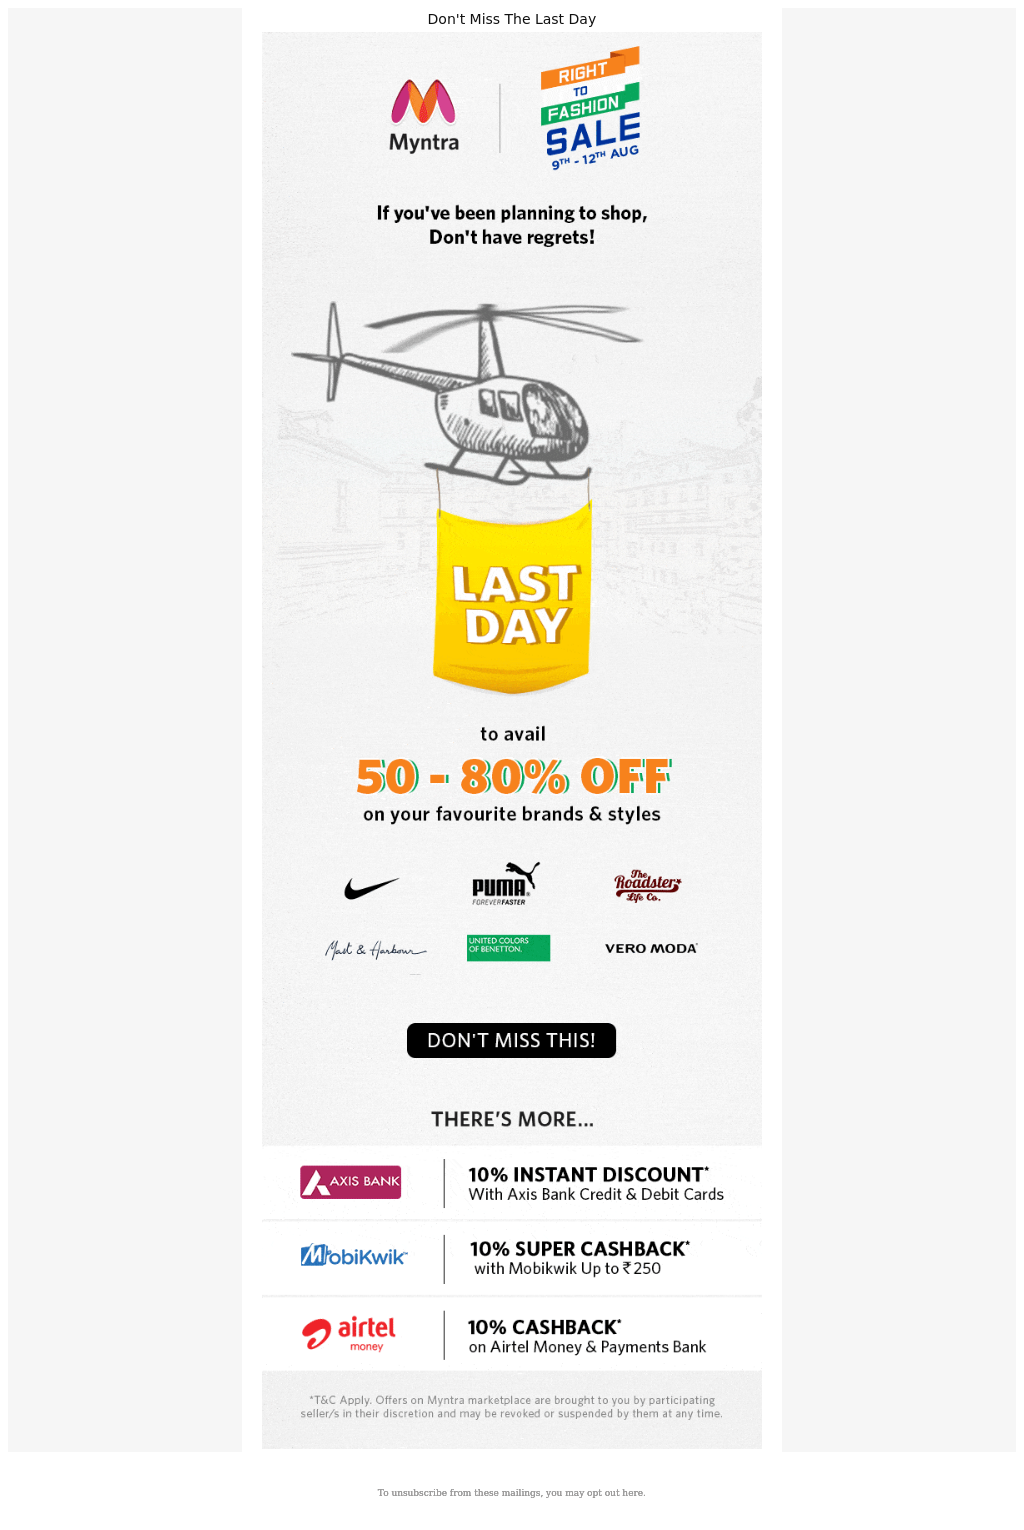 Don't Miss The Last Day
Myntra
RIGHT
TO
FASHION
SALE
9TH - 12TH AUG
If you've been planning to shop,
Don't have regrets!
LAST
DAY
to avail
50 - 80% OFF
on your favourite brands & styles
PUMA
FOREVER FASTER
The
Roadster
Life Co.
Mast & Harbour
UNITED COLORS
OF BENETTON.
VERO MODA
DON'T MISS THIS!
THERE'S MORE...
AXIS BANK
10% INSTANT DISCOUNT*
With Axis Bank Credit & Debit Cards
MobiKwik
10% SUPER CASHBACK*
with Mobikwik Up to ₹250
airtel
money
10% CASHBACK*
on Airtel Money & Payments Bank
*T&C Apply. Offers on Myntra marketplace are brought to you by participating
seller/s in their discretion and may be revoked or suspended by them at any time.
To unsubscribe from these mailings, you may opt out here.